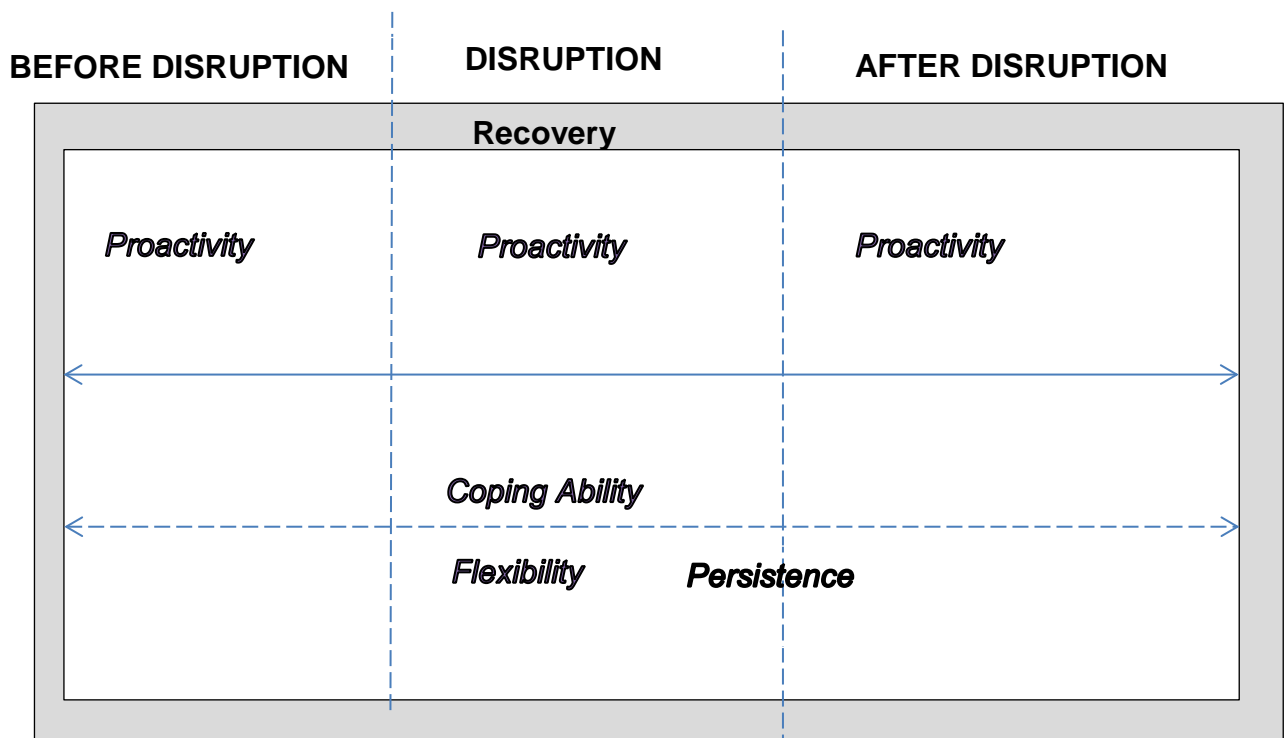 BEFORE DISRUPTION DISRUPTION AFTER DISRUPTION
Recovery
Proactivity Proactivity Proactivity
Coping Ability
Flexibility Persistence